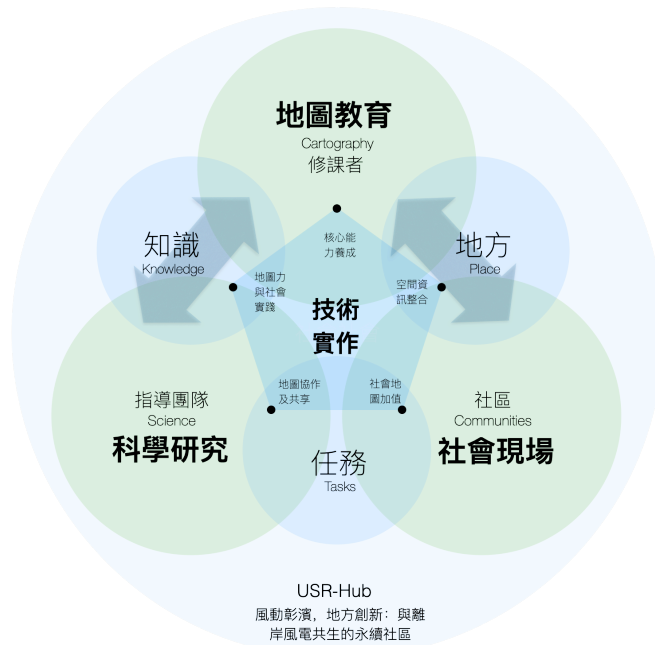 地圖教育
Cartography
修課者
知識
Knowledge
地方
Place
核心能
力養成
地圖力
與社會
實踐
空間資
訊整合
技術
實作
地圖協作
及共享
社會地
圖加值
指導團隊
Science
科學研究
社區
Communities
社會現場
任務
Tasks
USR-Hub
風動彰濱，地方創新：與離
岸風電共生的永續社區